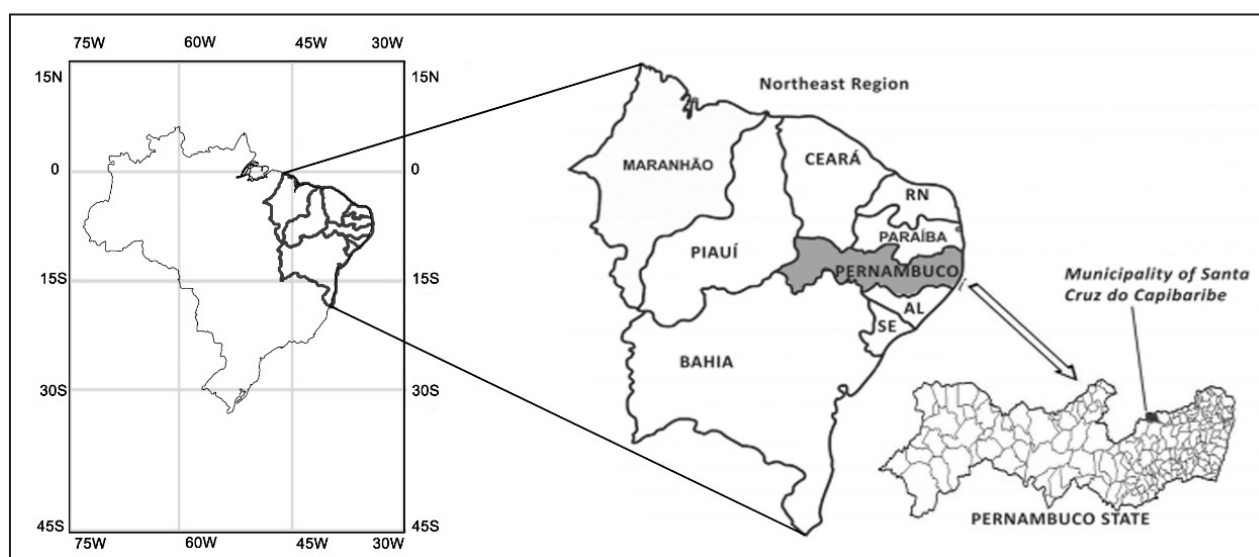 75W 60W 45W 30W
15N 15N
0 0
15S 15S
30S 30S
45S 45S
75W 60W 45W 30W
Northeast Region
MARANHÃO
CEARÁ
RN
PARAÍBA
PIAUÍ
PERNAMBUCO
AL
SE
BAHIA
Municipality of Santa
Cruz do Capibaribe
PERNAMBUCO STATE